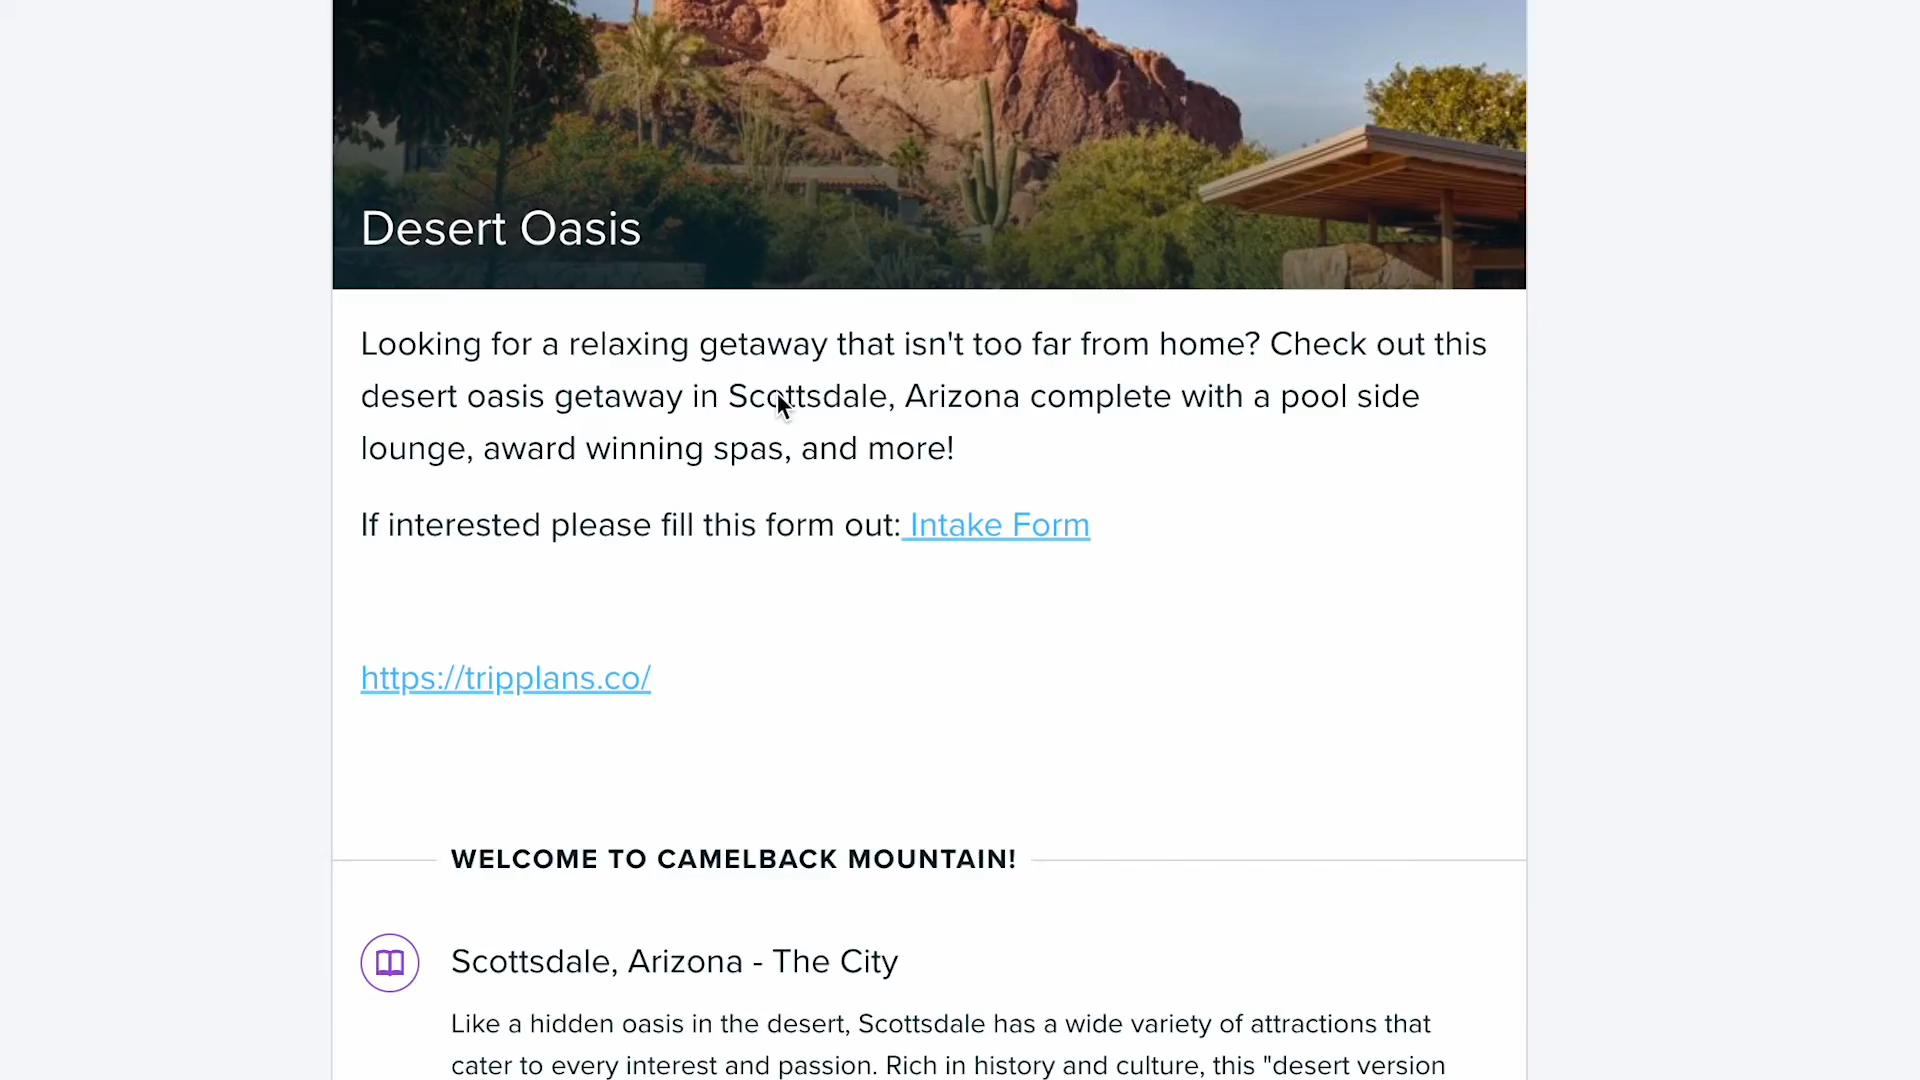 Desert Oasis
Looking for a relaxing getaway that isn't too far from home? Check out this
desert oasis getaway in Scottsdale, Arizona complete with a pool side
lounge, award winning spas, and more!
If interested please fill this form out: Intake Form
https://tripplans.co/
WELCOME TO CAMELBACK MOUNTAIN!
Scottsdale, Arizona - The City
Like a hidden oasis in the desert, Scottsdale has a wide variety of attractions that
cater to every interest and passion. Rich in history and culture, this "desert version